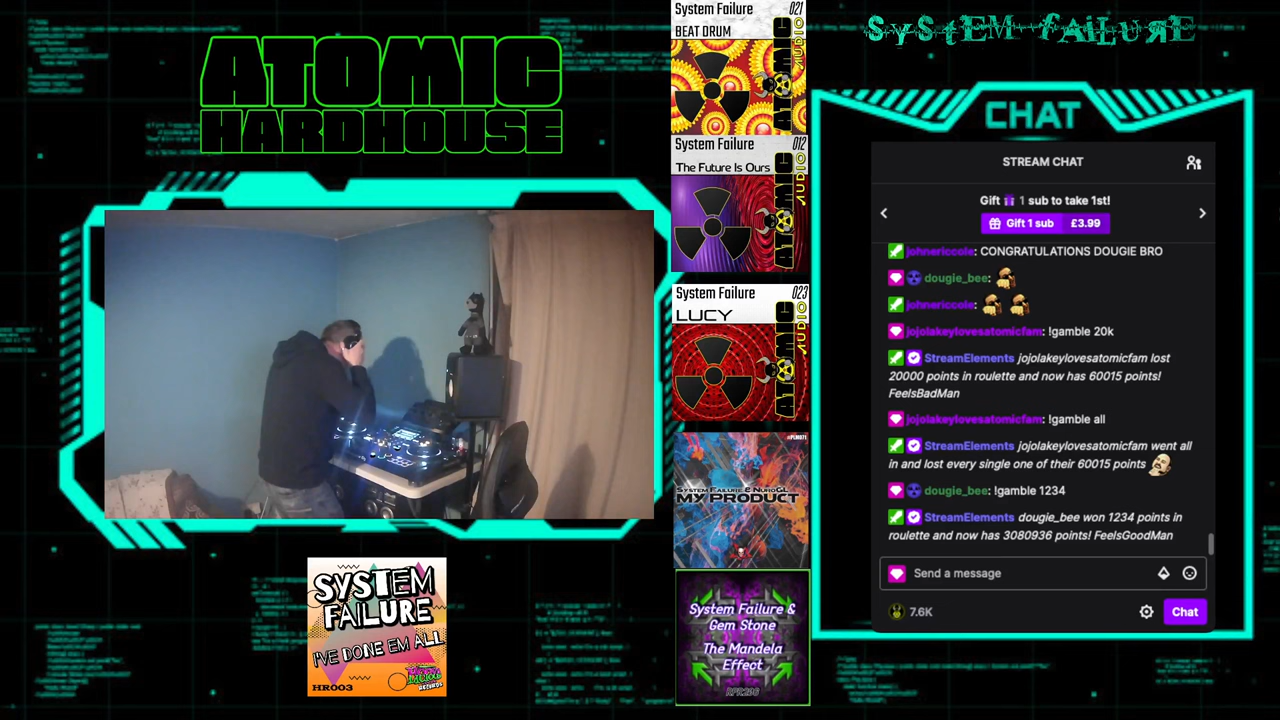 ATOMIC
HARDHOUSE
System Failure 021
BEAT DRUM
ATOMIC AUDIO
System Failure 012
The Future Is Ours
ATOMIC AUDIO
System Failure 023
LUCY
ATOMIC AUDIO
System Failure & NuroGL
MY PRODUCT
System Failure &
Gem Stone
The Mandela
Effect
RPR206
SYSTEM
FAILURE
I'VE DONE EM ALL
HR003
RECORDS
SYSTEM FAILURE
CHAT
STREAM CHAT
Gift 1 sub to take 1st!
Gift 1 sub £3.99
johnericcole: CONGRATULATIONS DOUGIE BRO
dougie_bee:
johnericcole:
jojolakeylovesatomicfam: !gamble 20k
StreamElements jojolakeylovesatomicfam lost
20000 points in roulette and now has 60015 points!
FeelsBadMan
jojolakeylovesatomicfam: !gamble all
StreamElements jojolakeylovesatomicfam went all
in and lost every single one of their 60015 points
dougie_bee: !gamble 1234
StreamElements dougie_bee won 1234 points in
roulette and now has 3080936 points! FeelsGoodMan
Send a message
7.6K
Chat